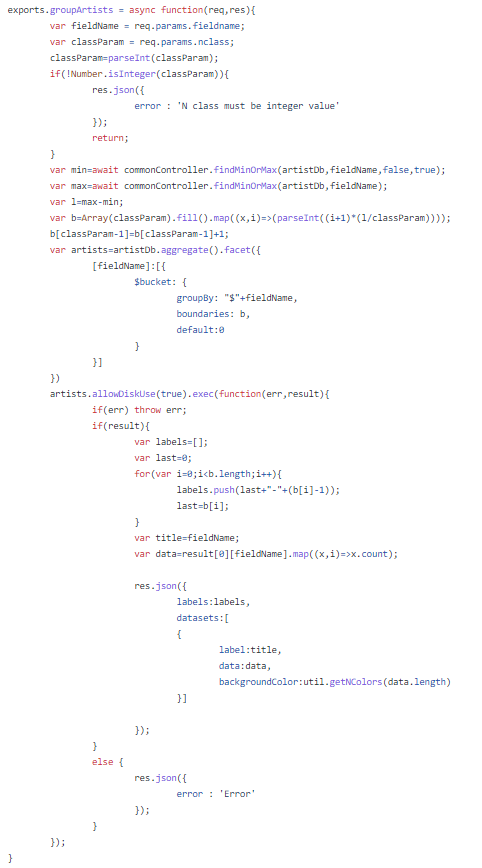 exports.groupArtists = async function(req,res){
var fieldName = req.params.fieldname;
var classParam = req.params.nclass;
classParam=parseInt(classParam);
if(!Number.isInteger(classParam)){
res.json({
error : 'N class must be integer value'
});
return;
}
var min=await commonController.findMinOrMax(artistDb,fieldName,false,true);
var max=await commonController.findMinOrMax(artistDb,fieldName);
var l=max-min;
var b=Array(classParam).fill().map((x,i)=>(parseInt((i+1)*(l/classParam))));
b[classParam-1]=b[classParam-1]+1;
var artists=artistDb.aggregate().facet({
[fieldName]:[{
$bucket: {
groupBy: "$"+fieldName,
boundaries: b,
default:0
}
}]
})
artists.allowDiskUse(true).exec(function(err,result){
if(err) throw err;
if(result){
var labels=[];
var last=0;
for(var i=0;i<b.length;i++){
labels.push(last+"-"+(b[i]-1));
last=b[i];
}
var title=fieldName;
var data=result[0][fieldName].map((x,i)=>x.count);
res.json({
labels:labels,
datasets:[
{
label:title,
data:data,
backgroundColor:util.getNColors(data.length)
}]
});
}
else {
res.json({
error : 'Error'
});
}
});
}